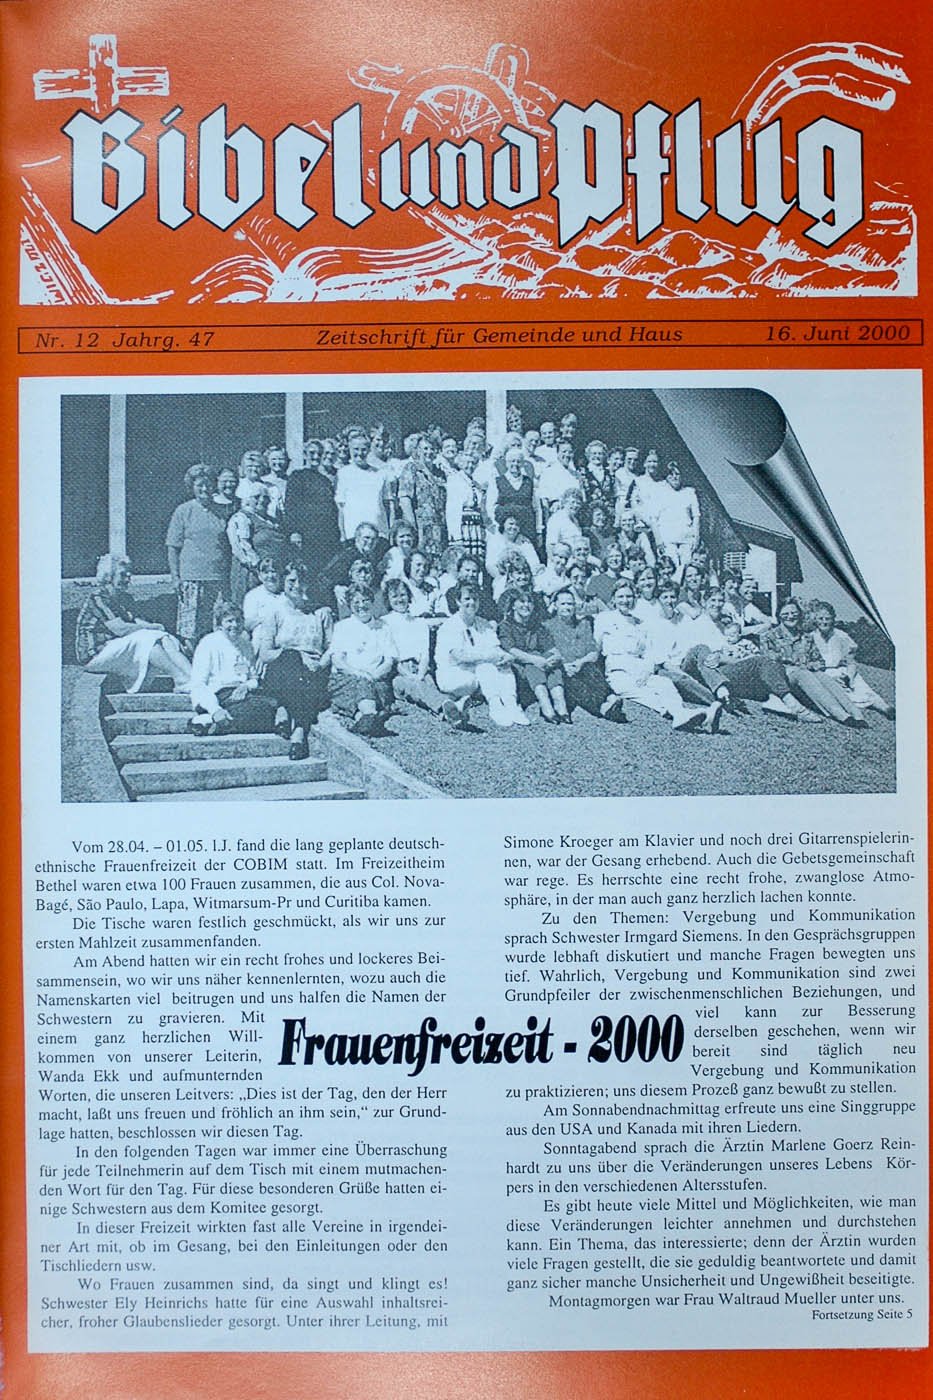 Bibel und Pflug
Nr. 12 Jahrg. 47 Zeitschrift für Gemeinde und Haus 16. Juni 2000
Vom 28.04. – 01.05. l.J. fand die lang geplante deutsch-
ethnische Frauenfreizeit der COBIM statt. Im Freizeitheim
Bethel waren etwa 100 Frauen zusammen, die aus Col. Nova-
Bagé, São Paulo, Lapa, Witmarsum-Pr und Curitiba kamen.
Die Tische waren festlich geschmückt, als wir uns zur
ersten Mahlzeit zusammenfanden.
Am Abend hatten wir ein recht frohes und lockeres Bei-
sammensein, wo wir uns näher kennenlernten, wozu auch die
Namenskarten viel beitrugen und uns halfen die Namen der
Schwestern zu gravieren. Mit
einem ganz herzlichen Will-
kommen von unserer Leiterin,
Wanda Ekk und aufmunternden
Worten, die unseren Leitvers: „Dies ist der Tag, den der Herr
macht, laßt uns freuen und fröhlich an ihm sein,“ zur Grund-
lage hatten, beschlossen wir diesen Tag.
In den folgenden Tagen war immer eine Überraschung
für jede Teilnehmerin auf dem Tisch mit einem mutmachen-
den Wort für den Tag. Für diese besonderen Grüße hatten ei-
nige Schwestern aus dem Komitee gesorgt.
In dieser Freizeit wirkten fast alle Vereine in irgendei-
ner Art mit, ob im Gesang, bei den Einleitungen oder den
Tischliedern usw.
Wo Frauen zusammen sind, da singt und klingt es!
Schwester Ely Heinrichs hatte für eine Auswahl inhaltsrei-
cher, froher Glaubenslieder gesorgt. Unter ihrer Leitung, mit
Frauenfreizeit - 2000
Simone Kroeger am Klavier und noch drei Gitarrenspielerin-
nen, war der Gesang erhebend. Auch die Gebetsgemeinschaft
war rege. Es herrschte eine recht frohe, zwanglose Atmo-
sphäre, in der man auch ganz herzlich lachen konnte.
Zu den Themen: Vergebung und Kommunikation
sprach Schwester Irmgard Siemens. In den Gesprächsgruppen
wurde lebhaft diskutiert und manche Fragen bewegten uns
tief. Wahrlich, Vergebung und Kommunikation sind zwei
Grundpfeiler der zwischenmenschlichen Beziehungen, und
viel kann zur Besserung
derselben geschehen, wenn wir
bereit sind täglich neu
Vergebung und Kommunikation
zu praktizieren; uns diesem Prozeß ganz bewußt zu stellen.
Am Sonnabendnachmittag erfreute uns eine Singgruppe
aus den USA und Kanada mit ihren Liedern.
Sonntagabend sprach die Ärztin Marlene Goerz Rein-
hardt zu uns über die Veränderungen unseres Lebens Kör-
pers in den verschiedenen Altersstufen.
Es gibt heute viele Mittel und Möglichkeiten, wie man
diese Veränderungen leichter annehmen und durchstehen
kann. Ein Thema, das interessierte; denn der Ärztin wurden
viele Fragen gestellt, die sie geduldig beantwortete und damit
ganz sicher manche Unsicherheit und Ungewißheit beseitigte.
Montagmorgen war Frau Waltraud Mueller unter uns.
Fortsetzung Seite 5